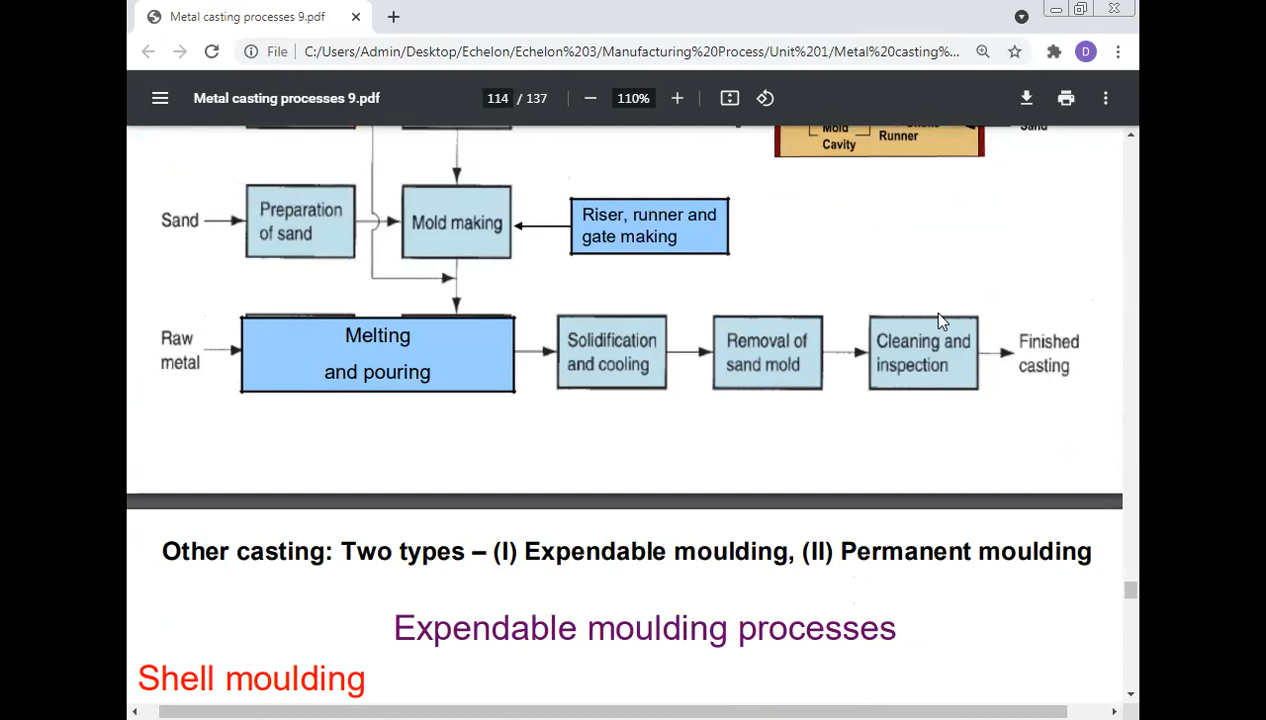 Metal casting processes 9.pdf
File
C:/Users/Admin/Desktop/Echelon/Echelon%203/Manufacturing%20Process/Unit%201/Metal%20casting%...
D
Metal casting processes 9.pdf
114 / 137
110%
Mold
Cavity
Runner
Sand
Sand
Preparation
of sand
Mold making
Riser, runner and
gate making
Raw
metal
Melting
and pouring
Solidification
and cooling
Removal of
sand mold
Cleaning and
inspection
Finished
casting
Other casting: Two types – (I) Expendable moulding, (II) Permanent moulding
Expendable moulding processes
Shell moulding